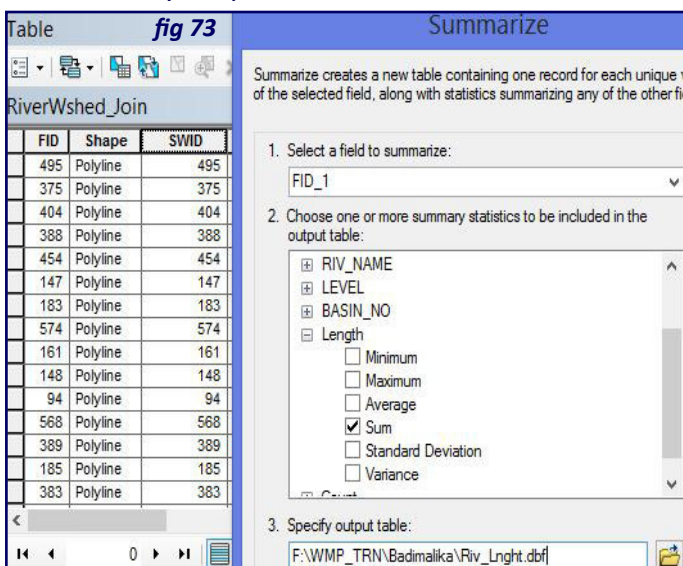 Table
fig 73
RiverWshed_Join
FID Shape SWID
495 Polyline 495
375 Polyline 375
404 Polyline 404
388 Polyline 388
454 Polyline 454
147 Polyline 147
183 Polyline 183
574 Polyline 574
161 Polyline 161
148 Polyline 148
94 Polyline 94
568 Polyline 568
389 Polyline 389
185 Polyline 185
383 Polyline 383
0
Summarize
Summarize creates a new table containing one record for each unique
of the selected field, along with statistics summarizing any of the other
1. Select a field to summarize:
FID_1
2. Choose one or more summary statistics to be included in the
output table:
RIV_NAME
LEVEL
BASIN_NO
Length
Minimum
Maximum
Average
Sum
Standard Deviation
Variance
3. Specify output table:
F:\WMP_TRN\Badimalika\Riv_Lnght.dbf